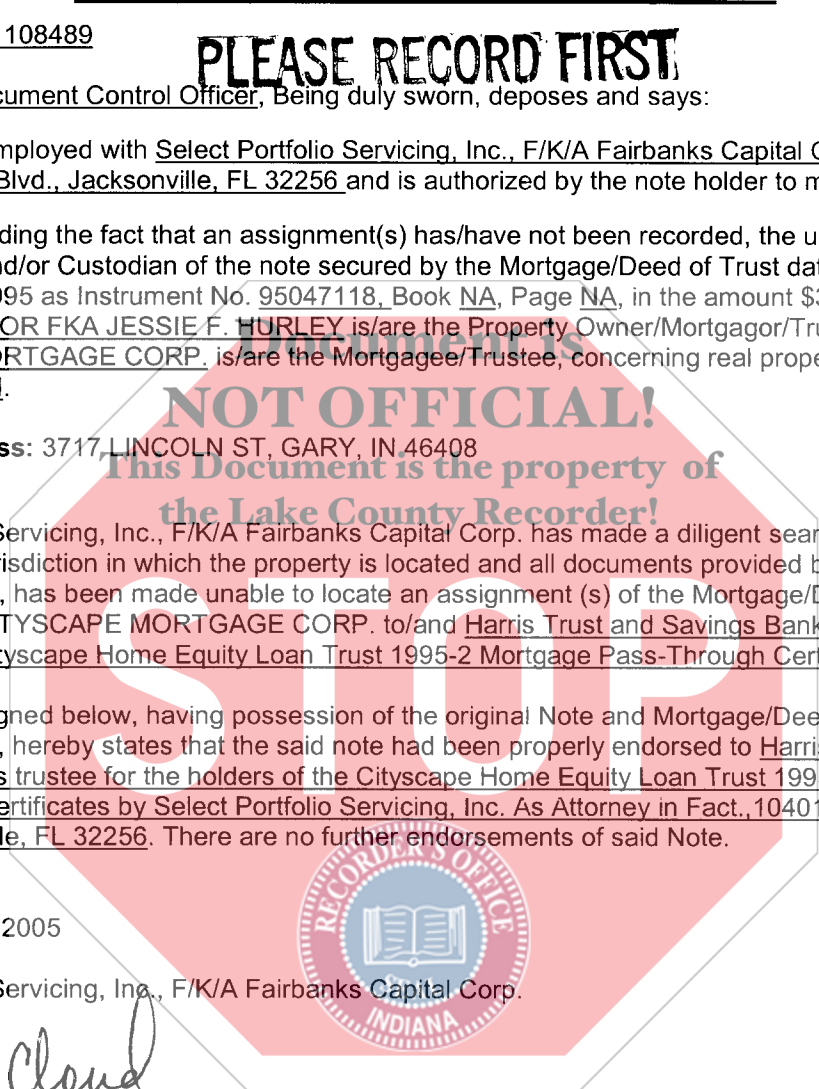 108489
PLEASE RECORD FIRST
cument Control Officer, Being duly sworn, deposes and says:
mployed with Select Portfolio Servicing, Inc., F/K/A Fairbanks Capital C
Blvd., Jacksonville, FL 32256 and is authorized by the note holder to m
ding the fact that an assignment(s) has/have not been recorded, the u
nd/or Custodian of the note secured by the Mortgage/Deed of Trust dat
995 as Instrument No. 95047118, Book NA, Page NA, in the amount $3
OR FKA JESSIE F. HURLEY is/are the Property Owner/Mortgagor/Tru
ORTGAGE CORP. is/are the Mortgagee/Trustee, concerning real prope
Document is
NOT OFFICIAL!
ss: 3717 LINCOLN ST, GARY, IN 46408
This Document is the property of
the Lake County Recorder!
Servicing, Inc., F/K/A Fairbanks Capital Corp. has made a diligent sear
risdiction in which the property is located and all documents provided b
, has been made unable to locate an assignment (s) of the Mortgage/D
TYSCAPE MORTGAGE CORP. to/and Harris Trust and Savings Bank
tyscape Home Equity Loan Trust 1995-2 Mortgage Pass-Through Cert
STOP
gned below, having possession of the original Note and Mortgage/Dee
, hereby states that the said note had been properly endorsed to Harri
s trustee for the holders of the Cityscape Home Equity Loan Trust 199
ertificates by Select Portfolio Servicing, Inc. As Attorney in Fact.,10401
le, FL 32256. There are no further endorsements of said Note.
RECORDER'S OFFICE
SEAL
INDIANA
2005
Servicing, Inc., F/K/A Fairbanks Capital Corp.
Cloud